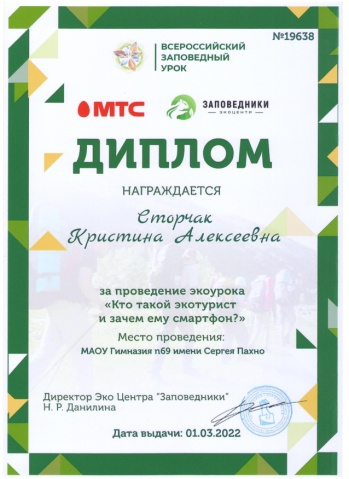 №19638
ВСЕРОССИЙСКИЙ
ЗАПОВЕДНЫЙ
УРОК
МТС
ЗАПОВЕДНИКИ
ЭКОЦЕНТР
ДИПЛОМ
НАГРАЖДАЕТСЯ
Сторчак
Кристина Алексеевна
за проведение экоурока
«Кто такой экотурист
и зачем ему смартфон?»
Место проведения:
МАОУ Гимназия n69 имени Сергея Пахно
Директор Эко Центра "Заповедники"
Н. Р. Данилина
Дата выдачи: 01.03.2022